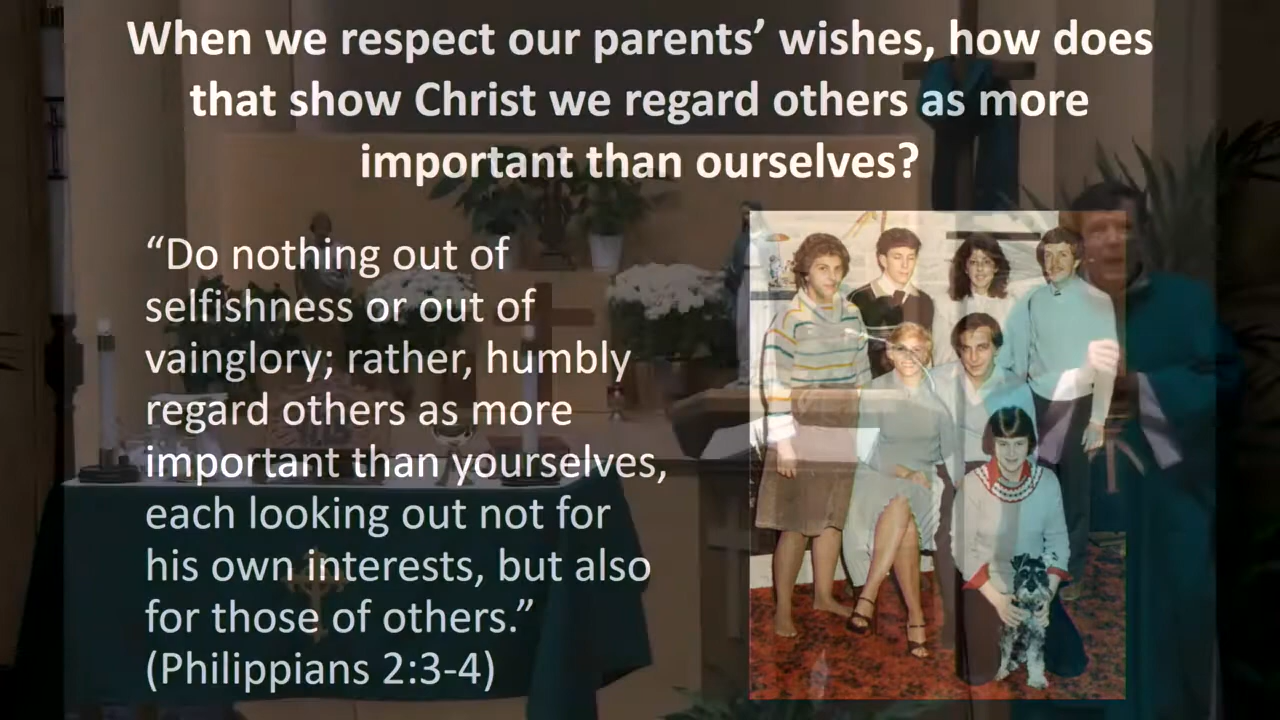 When we respect our parents’ wishes, how does
that show Christ we regard others as more
important than ourselves?
“Do nothing out of
selfishness or out of
vainglory; rather, humbly
regard others as more
important than yourselves,
each looking out not for
his own interests, but also
for those of others.”
(Philippians 2:3-4)